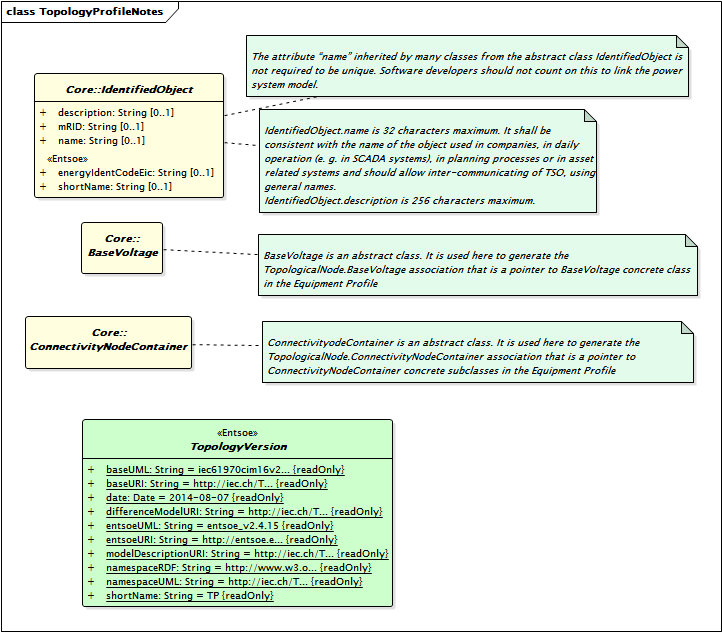 class TopologyProfileNotes
The attribute “name” inherited by many classes from the abstract class IdentifiedObject is
not required to be unique. Software developers should not count on this to link the power
system model.
Core::IdentifiedObject
+ description: String [0..1]
+ mRID: String [0..1]
+ name: String [0..1]
«Entsoe»
+ energyIdentCodeEic: String [0..1]
+ shortName: String [0..1]
IdentifiedObject.name is 32 characters maximum. It shall be
consistent with the name of the object used in companies, in daily
operation (e. g. in SCADA systems), in planning processes or in asset
related systems and should allow inter-communicating of TSO, using
general names.
IdentifiedObject.description is 256 characters maximum.
Core::
BaseVoltage
BaseVoltage is an abstract class. It is used here to generate the
TopologicalNode.BaseVoltage association that is a pointer to BaseVoltage concrete class
in the Equipment Profile
Core::
ConnectivityNodeContainer
ConnectivityodeContainer is an abstract class. It is used here to generate the
TopologicalNode.ConnectivityNodeContainer association that is a pointer to
ConnectivityNodeContainer concrete subclasses in the Equipment Profile
«Entsoe»
TopologyVersion
+ baseUML: String = iec61970cim16v2... {readOnly}
+ baseURI: String = http://iec.ch/T... {readOnly}
+ date: Date = 2014-08-07 {readOnly}
+ differenceModelURI: String = http://iec.ch/T... {readOnly}
+ entsoeUML: String = entsoe_v2.4.15 {readOnly}
+ entsoeURI: String = http://entsoe.e... {readOnly}
+ modelDescriptionURI: String = http://iec.ch/T... {readOnly}
+ namespaceRDF: String = http://www.w3.o... {readOnly}
+ namespaceUML: String = http://iec.ch/T... {readOnly}
+ shortName: String = TP {readOnly}